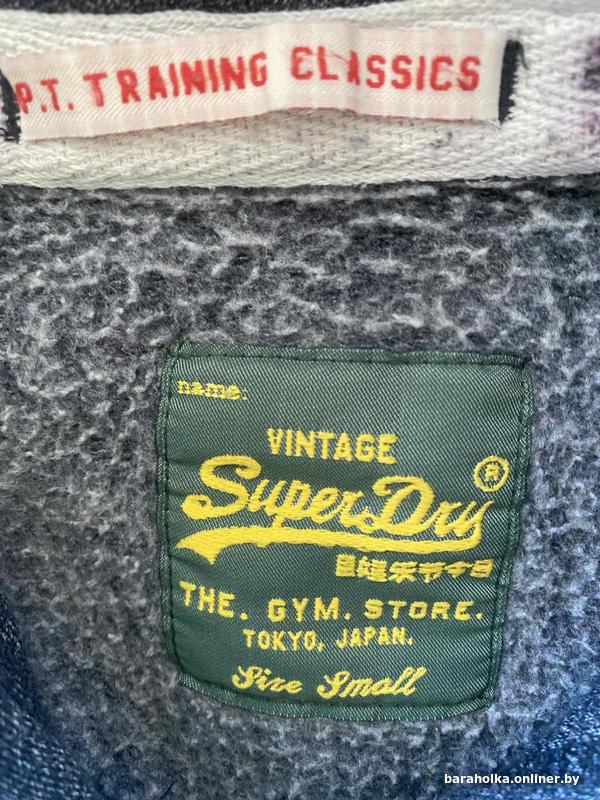 P.T. TRAINING CLASSICS
name:
VINTAGE
SuperDry
®
THE. GYM. STORE.
TOKYO, JAPAN.
Size Small
baraholka.onliner.by